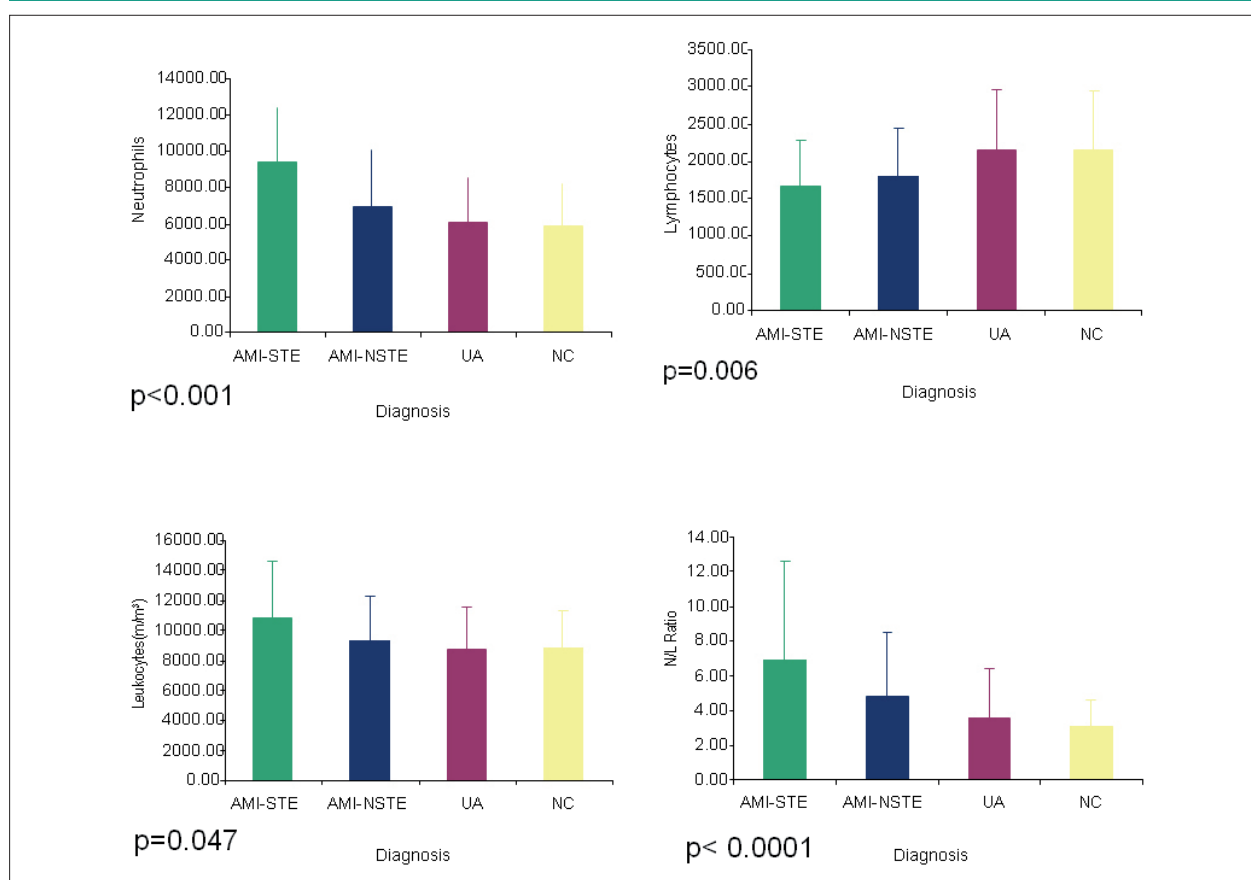 Neutrophils
14000.00
12000.00
10000.00
8000.00
6000.00
4000.00
2000.00
0.00
AMI-STE AMI-NSTE UA NC
p<0.001
Diagnosis
Lymphocytes
3500.00
3000.00
2500.00
2000.00
1500.00
1000.00
500.00
0.00
AMI-STE AMI-NSTE UA NC
p=0.006
Diagnosis
Leukocytes(m/m³)
16000.00
14000.00
12000.00
10000.00
8000.00
6000.00
4000.00
2000.00
0.00
AMI-STE AMI-NSTE UA NC
p=0.047
Diagnosis
N/L Ratio
14.00
12.00
10.00
8.00
6.00
4.00
2.00
0.00
AMI-STE AMI-NSTE UA NC
p< 0.0001
Diagnosis